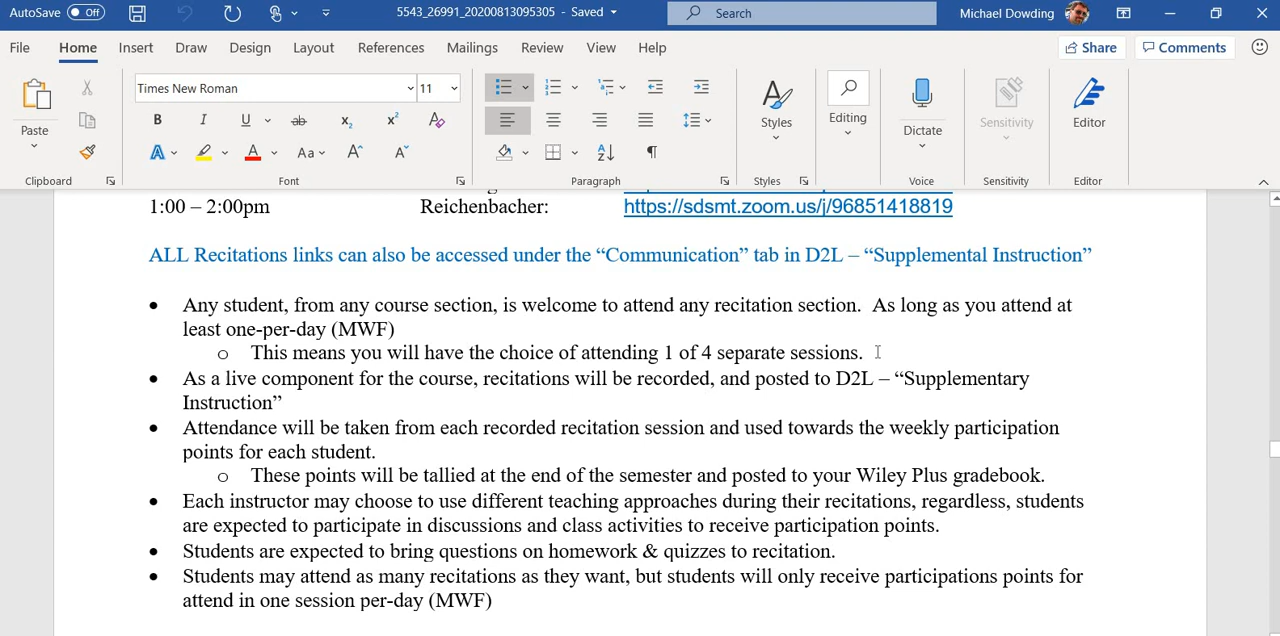 AutoSave Off 5543_26991_20200813095305 - Saved Search Michael Dowding
File Home Insert Draw Design Layout References Mailings Review View Help Share Comments
Times New Roman 11
Paste
B I U ab x₂ x² A
A A Aa A A
Styles Editing Dictate Sensitivity Editor
Clipboard Font Paragraph Styles Voice Sensitivity Editor
1:00 – 2:00pm Reichenbacher: https://sdsmt.zoom.us/j/96851418819
ALL Recitations links can also be accessed under the “Communication” tab in D2L – “Supplemental Instruction”
• Any student, from any course section, is welcome to attend any recitation section.  As long as you attend at
least one-per-day (MWF)
o This means you will have the choice of attending 1 of 4 separate sessions.
• As a live component for the course, recitations will be recorded, and posted to D2L – “Supplementary
Instruction”
• Attendance will be taken from each recorded recitation session and used towards the weekly participation
points for each student.
o These points will be tallied at the end of the semester and posted to your Wiley Plus gradebook.
• Each instructor may choose to use different teaching approaches during their recitations, regardless, students
are expected to participate in discussions and class activities to receive participation points.
• Students are expected to bring questions on homework & quizzes to recitation.
• Students may attend as many recitations as they want, but students will only receive participations points for
attend in one session per-day (MWF)